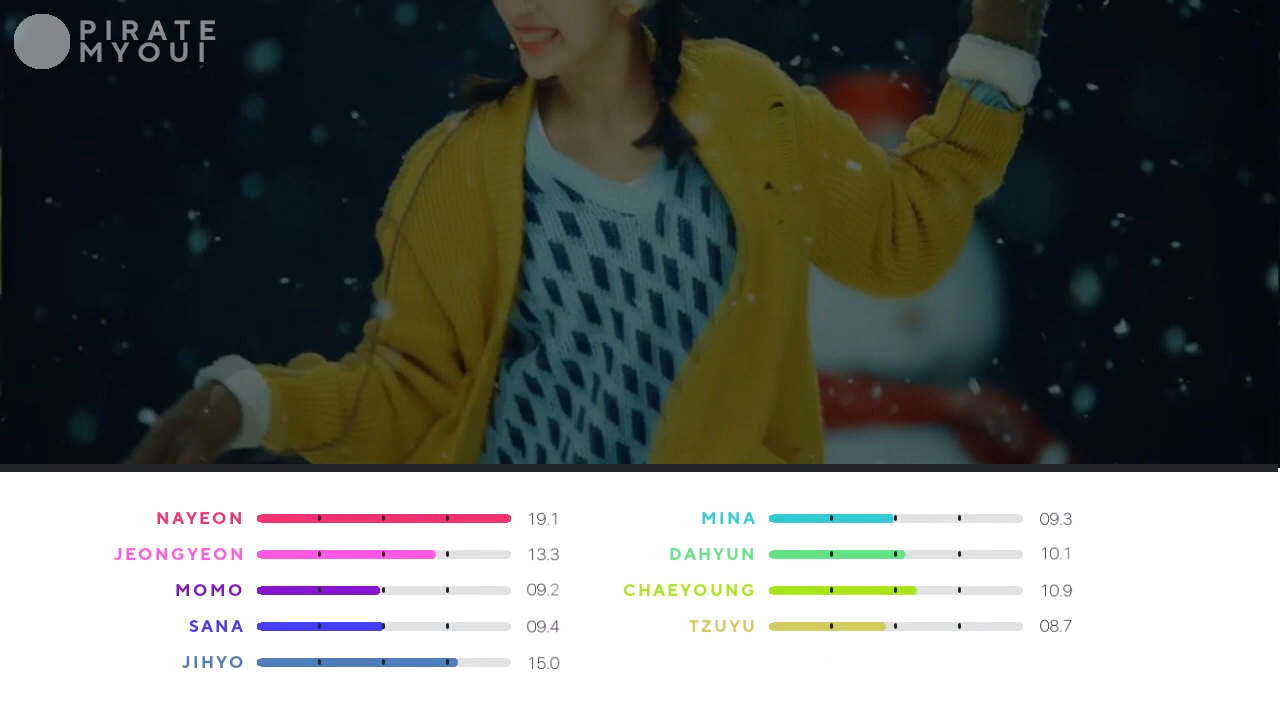 PIRATE
MYOUI
NAYEON 19.1
JEONGYEON 13.3
MOMO 09.2
SANA 09.4
JIHYO 15.0
MINA 09.3
DAHYUN 10.1
CHAEYOUNG 10.9
TZUYU 08.7